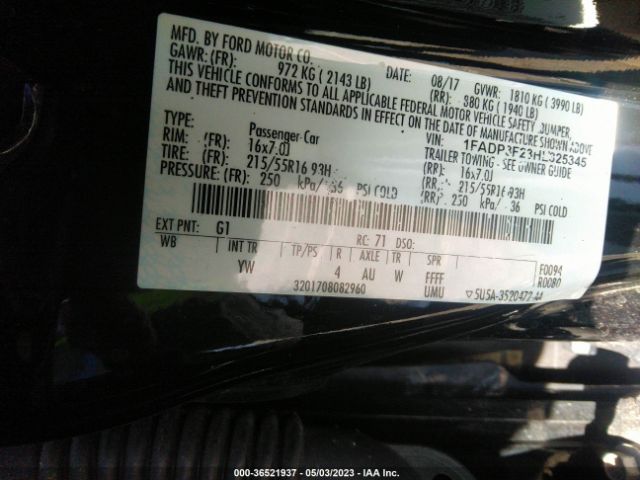 MFD. BY FORD MOTOR CO.
DATE: 08/17 GVWR: 1810 KG ( 3990 LB)
GAWR: (FR): 972 KG ( 2143 LB) (RR): 880 KG ( 1940 LB)
THIS VEHICLE CONFORMS TO ALL APPLICABLE FEDERAL MOTOR VEHICLE SAFETY, BUMPER,
AND THEFT PREVENTION STANDARDS IN EFFECT ON THE DATE OF MANUFACTURE SHOWN ABOVE
VIN: 1FADP3F23HL325345
TYPE: Passenger Car TRAILER TOWING - SEE OWNER GUIDE
RIM: (FR): 16x7.0J (RR): 16x7.0J
TIRE: (FR): 215/55R16 93H (RR): 215/55R16 93H
PRESSURE: (FR): 250 kPa/ 36 PSI COLD (RR): 250 kPa/ 36 PSI COLD
EXT PNT: G1 RC: 71 DSO:
WB INT TR TP/PS R AXLE TR SPR F0094
YW 4 AU W FFFF R0080
3201708082960 UMU 5U5A-3520472-AA
000-36521937 - 05/03/2023 - IAA Inc.